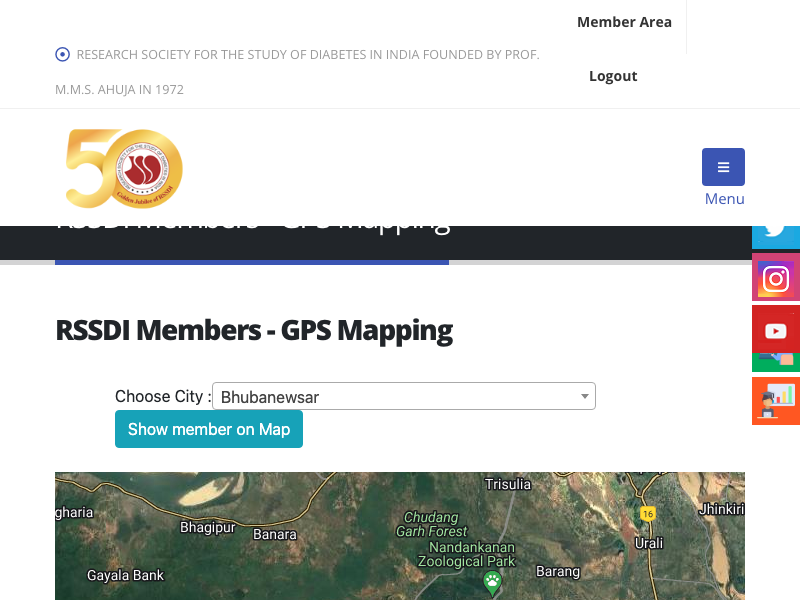 Member Area
RESEARCH SOCIETY FOR THE STUDY OF DIABETES IN INDIA FOUNDED BY PROF.
M.M.S. AHUJA IN 1972
Logout
50
Golden Jubilee of RSSDI
Menu
RSSDI Members - GPS Mapping
RSSDI Members - GPS Mapping
Choose City :
Bhubanewsar
Show member on Map
Trisulia
gharia
16
Jhinkiri
Bhagipur
Banara
Chudang
Garh Forest
Urali
Nandankanan
Zoological Park
Gayala Bank
Barang